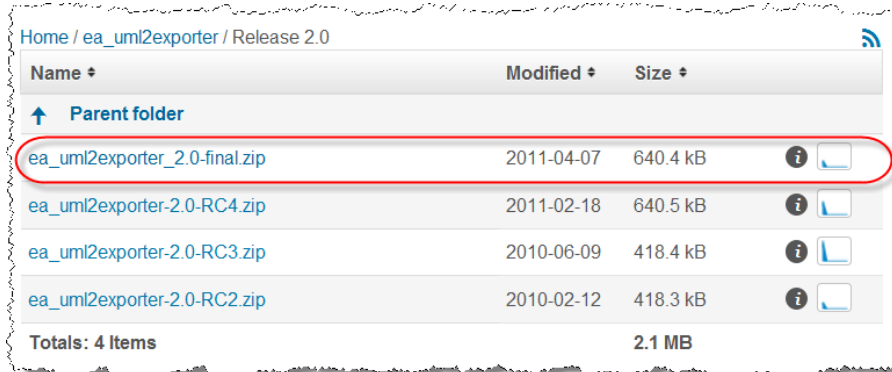 Home / ea_uml2exporter / Release 2.0
Name Modified Size
Parent folder
ea_uml2exporter_2.0-final.zip 2011-04-07 640.4 kB i
ea_uml2exporter-2.0-RC4.zip 2011-02-18 640.5 kB i
ea_uml2exporter-2.0-RC3.zip 2010-06-09 418.4 kB i
ea_uml2exporter-2.0-RC2.zip 2010-02-12 418.3 kB i
Totals: 4 Items 2.1 MB